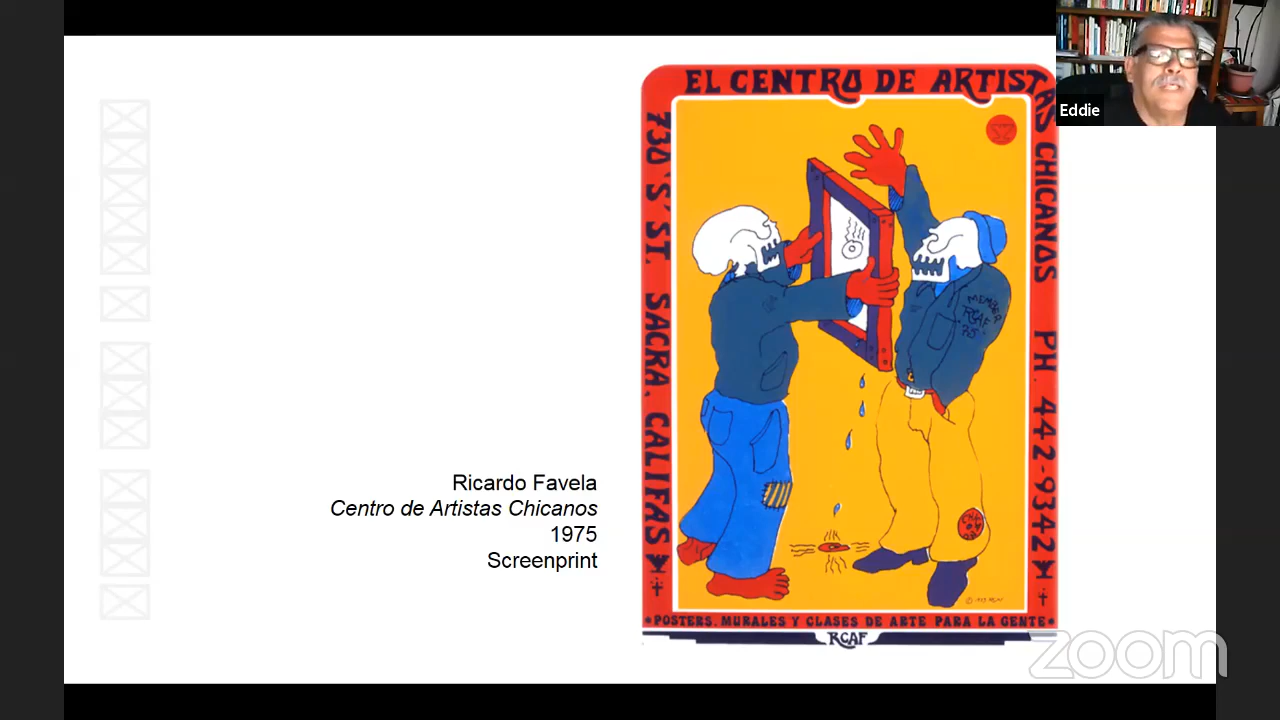 Eddie
EL CENTRO DE ARTISTAS CHICANOS
730 'S' ST. SACRA, CALIFAS
PH. 442-9342
MEMBER
RCAF
75
Ricardo Favela
Centro de Artistas Chicanos
1975
Screenprint
•POSTERS, MURALES Y CLASES DE ARTE PARA LA GENTE•
RCAF
zoom